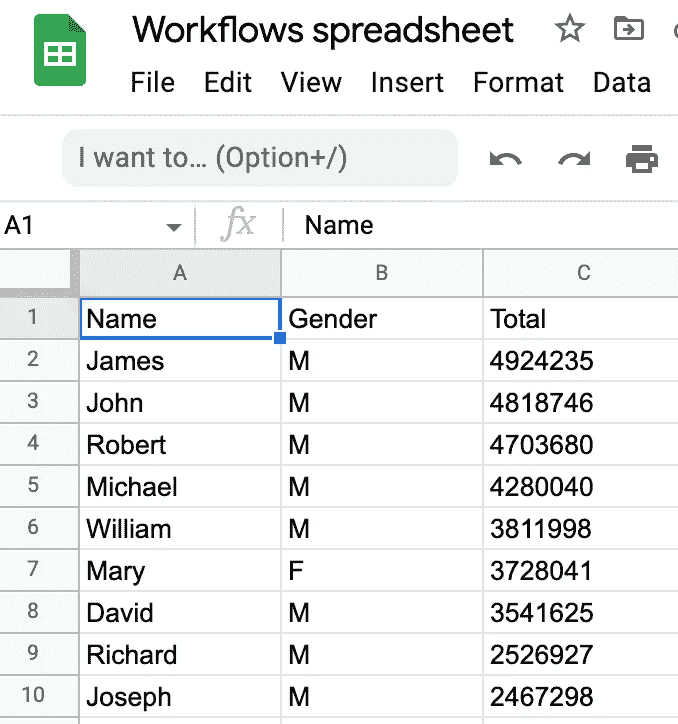 Workflows spreadsheet
File Edit View Insert Format Data
I want to... (Option+/)
A1 fx Name
A B C
1 Name Gender Total
2 James M 4924235
3 John M 4818746
4 Robert M 4703680
5 Michael M 4280040
6 William M 3811998
7 Mary F 3728041
8 David M 3541625
9 Richard M 2526927
10 Joseph M 2467298